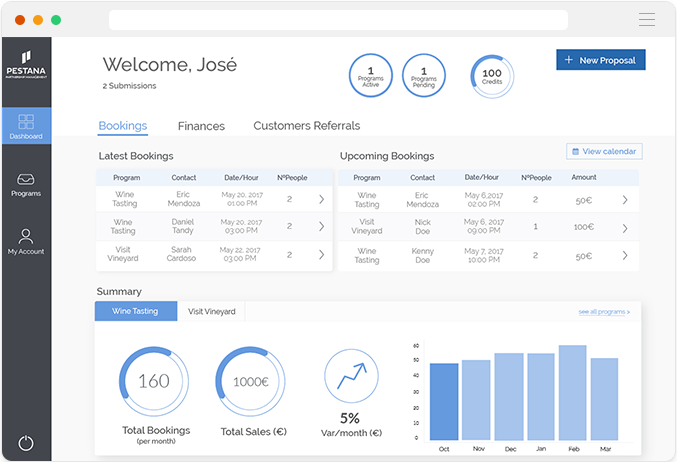 PESTANA
PARTNERSHIP MANAGEMENT
Dashboard
Programs
My Account
Welcome, José
2 Submissions
1
Programs
Active
1
Programs
Pending
100
Credits
+ New Proposal
Bookings Finances Customers Referrals
Latest Bookings
Program Contact Date/Hour NºPeople
Wine Tasting Eric Mendoza May 20, 2017 01:00 PM 2
Wine Tasting Daniel Tandy May 20, 2017 03:00 PM 2
Visit Vineyard Sarah Cardoso May 22, 2017 03:00 PM 2
Upcoming Bookings
View calendar
Program Contact Date/Hour NºPeople Amount
Wine Tasting Eric Mendoza May 6,2017 02:00 PM 2 50€
Visit Vineyard Nick Doe May 6, 2017 09:00 PM 1 100€
Wine Tasting Kenny Doe May 7, 2017 10:00 PM 2 50€
Summary
Wine Tasting Visit Vineyard
see all programs »
160
Total Bookings
(per month)
1000€
Total Sales (€)
5%
Var/month (€)
60
50
40
30
20
10
0
Oct Nov Dec Jan Feb Mar